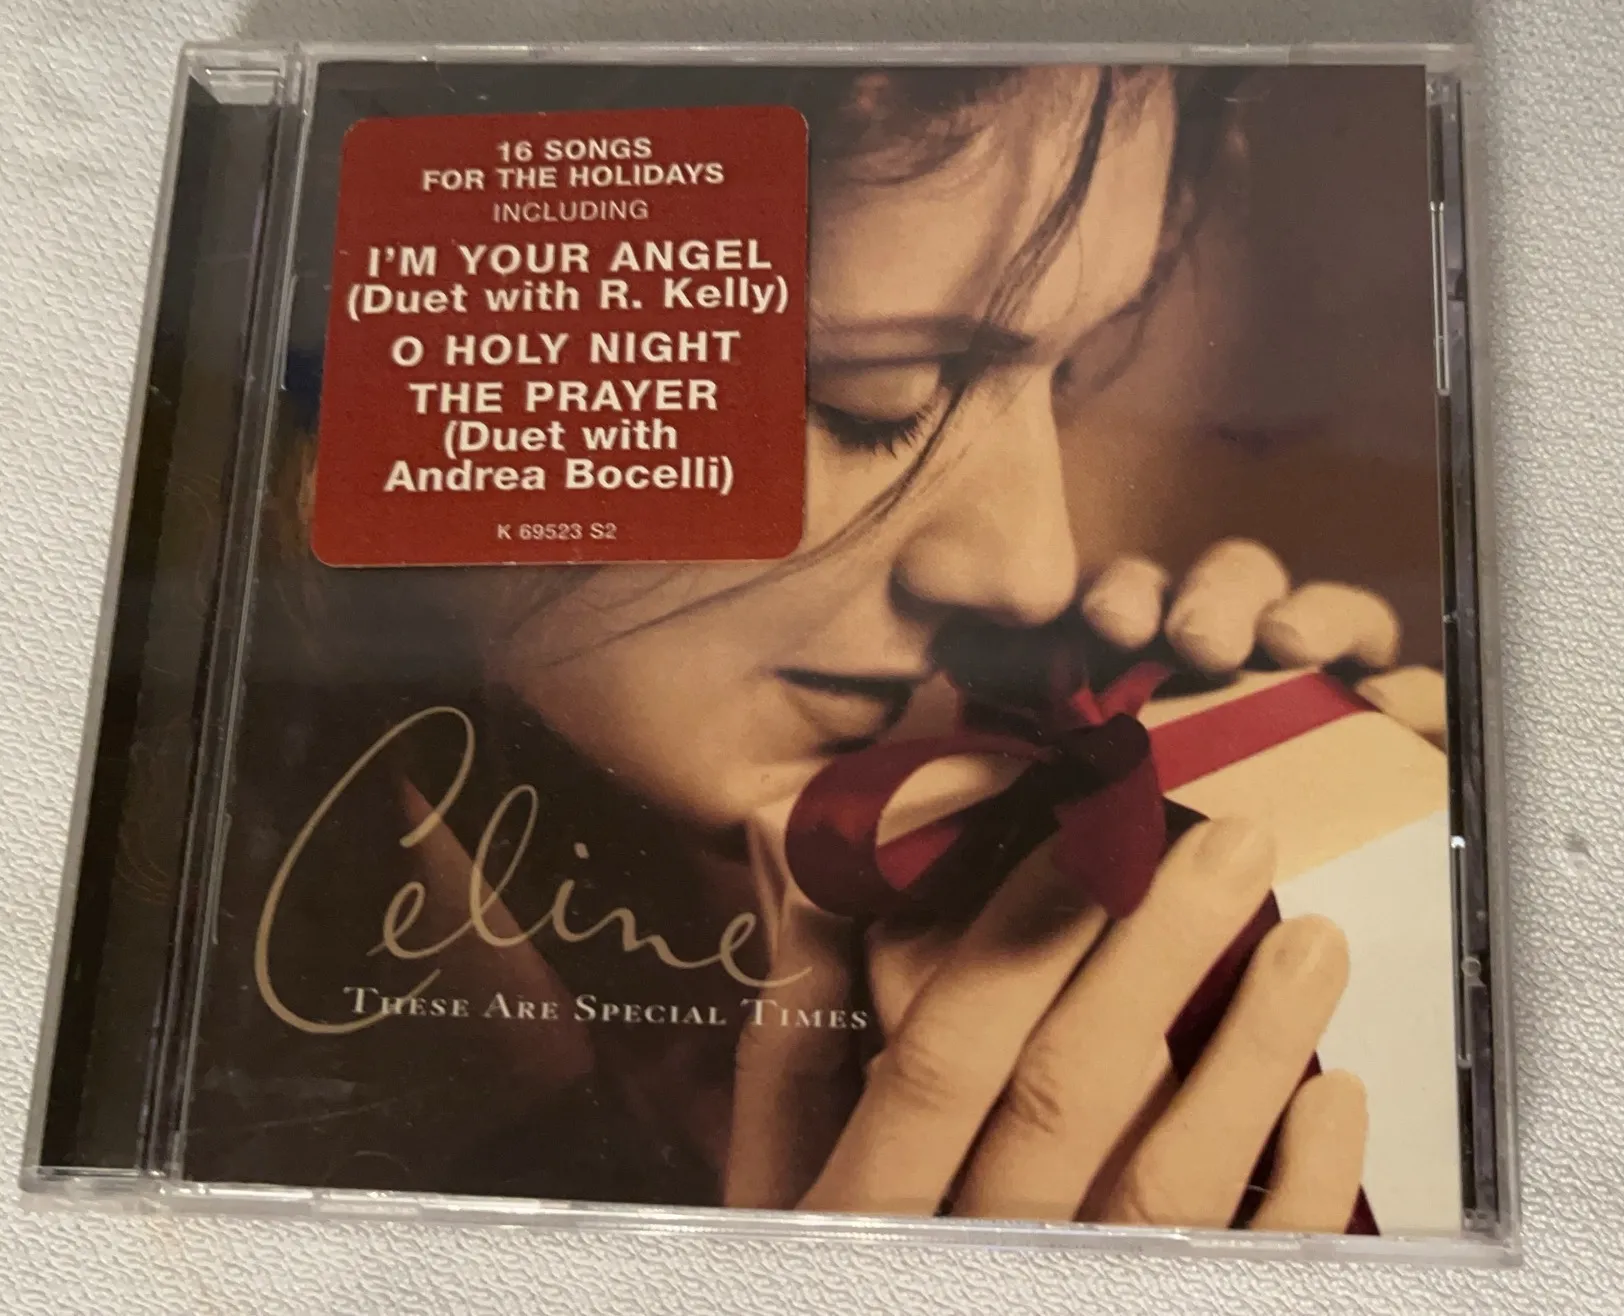 16 SONGS
FOR THE HOLIDAYS
INCLUDING
I'M YOUR ANGEL
(Duet with R. Kelly)
O HOLY NIGHT
THE PRAYER
(Duet with
Andrea Bocelli)
K 69523 S2
Celine
THESE ARE SPECIAL TIMES